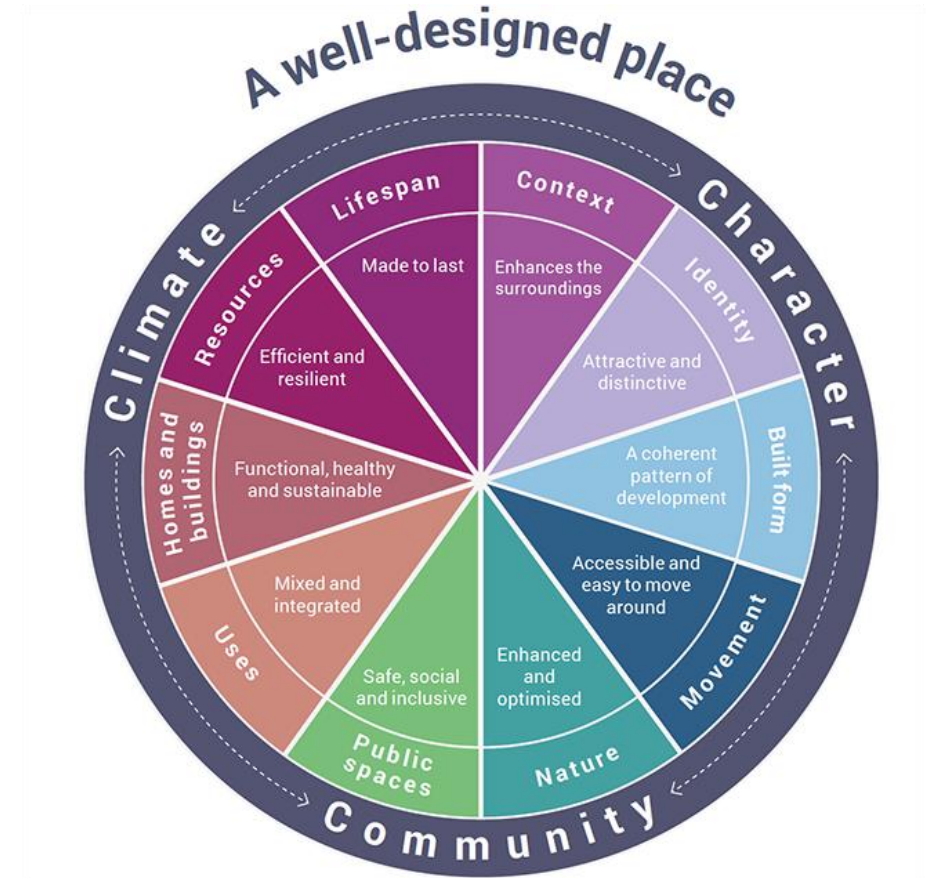 A well-designed place
Climate
Character
Community
Context
Enhances the
surroundings
Identity
Attractive and
distinctive
Built form
A coherent
pattern of
development
Movement
Accessible and
easy to move
around
Nature
Enhanced
and
optimised
Public
spaces
Safe, social
and inclusive
Uses
Mixed and
integrated
Homes and
buildings
Functional, healthy
and sustainable
Resources
Efficient and
resilient
Lifespan
Made to last